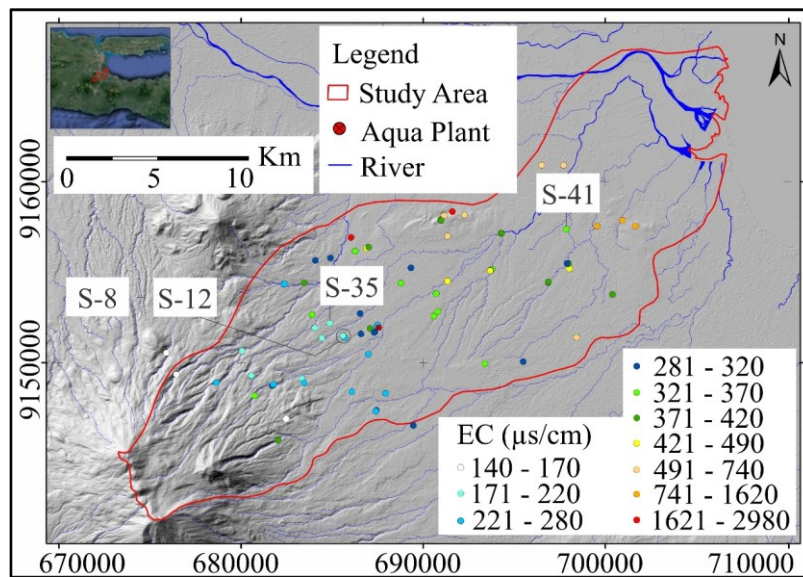 Legend
Study Area
Aqua Plant
River
N
Km
0 5 10
9160000
9150000
S-41
S-35
S-8
S-12
EC (µs/cm)
140 - 170
171 - 220
221 - 280
281 - 320
321 - 370
371 - 420
421 - 490
491 - 740
741 - 1620
1621 - 2980
670000 680000 690000 700000 710000